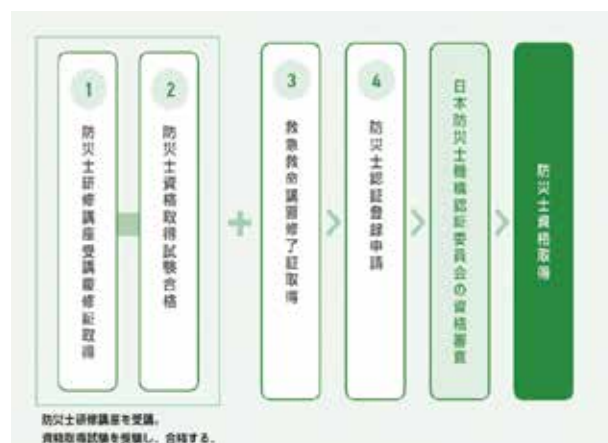 1
防災士研修講座受講履修証取得
2
防災士資格取得試験合格
+
3
救急救命講習修了証取得
4
防災士認証登録申請
日本防災士機構認証委員会の資格審査
防災士資格取得
防災士研修講座を受講。
資格取得試験を受験し、合格する。